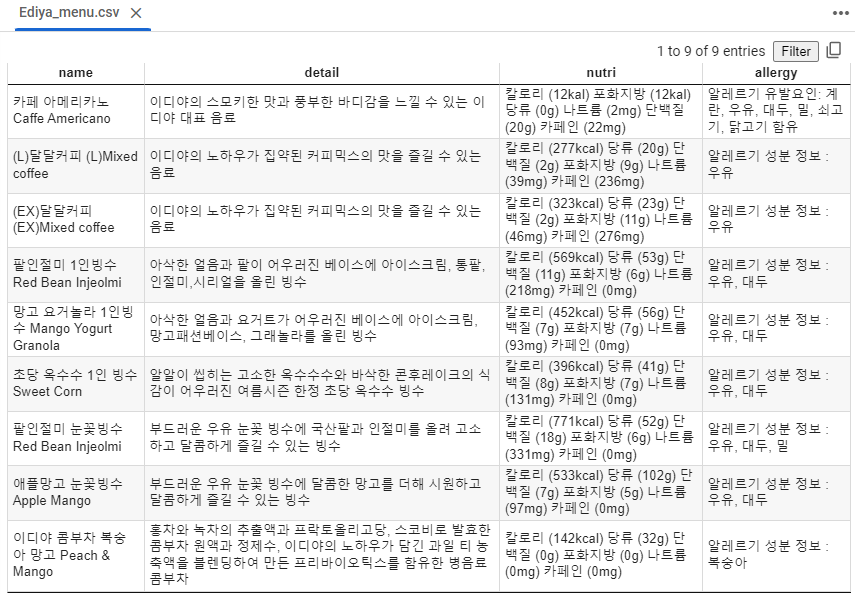 Ediya_menu.csv
1 to 9 of 9 entries Filter
name detail nutri allergy
카페 아메리카노
Caffe Americano
이디야의 스모키한 맛과 풍부한 바디감을 느낄 수 있는 이
디야 대표 음료
칼로리 (12kal) 포화지방 (12kal)
당류 (0g) 나트륨 (2mg) 단백질
(20g) 카페인 (22mg)
알레르기 유발요인: 계
란, 우유, 대두, 밀, 쇠고
기, 닭고기 함유
(L)달달커피 (L)Mixed
coffee
이디야의 노하우가 집약된 커피믹스의 맛을 즐길 수 있는
음료
칼로리 (277kcal) 당류 (20g) 단
백질 (2g) 포화지방 (9g) 나트륨
(39mg) 카페인 (236mg)
알레르기 성분 정보 :
우유
(EX)달달커피
(EX)Mixed coffee
이디야의 노하우가 집약된 커피믹스의 맛을 즐길 수 있는
음료
칼로리 (323kcal) 당류 (23g) 단
백질 (2g) 포화지방 (11g) 나트륨
(46mg) 카페인 (276mg)
알레르기 성분 정보 :
우유
팥인절미 1인빙수
Red Bean Injeolmi
아삭한 얼음과 팥이 어우러진 베이스에 아이스크림, 통팥,
인절미,시리얼을 올린 빙수
칼로리 (569kcal) 당류 (53g) 단
백질 (11g) 포화지방 (6g) 나트륨
(218mg) 카페인 (0mg)
알레르기 성분 정보 :
우유, 대두
망고 요거놀라 1인빙
수 Mango Yogurt
Granola
아삭한 얼음과 요거트가 어우러진 베이스에 아이스크림,
망고패션베이스, 그래놀라를 올린 빙수
칼로리 (452kcal) 당류 (56g) 단
백질 (7g) 포화지방 (7g) 나트륨
(93mg) 카페인 (0mg)
알레르기 성분 정보 :
우유, 대두
초당 옥수수 1인 빙수
Sweet Corn
알알이 씹히는 고소한 옥수수수와 바삭한 콘후레이크의 식
감이 어우러진 여름시즌 한정 초당 옥수수 빙수
칼로리 (396kcal) 당류 (41g) 단
백질 (8g) 포화지방 (7g) 나트륨
(131mg) 카페인 (0mg)
알레르기 성분 정보 :
우유, 대두
팥인절미 눈꽃빙수
Red Bean Injeolmi
부드러운 우유 눈꽃 빙수에 국산팥과 인절미를 올려 고소
하고 달콤하게 즐길 수 있는 빙수
칼로리 (771kcal) 당류 (52g) 단
백질 (18g) 포화지방 (6g) 나트륨
(331mg) 카페인 (0mg)
알레르기 성분 정보 :
우유, 대두, 밀
애플망고 눈꽃빙수
Apple Mango
부드러운 우유 눈꽃 빙수에 달콤한 망고를 더해 시원하고
달콤하게 즐길 수 있는 빙수
칼로리 (533kcal) 당류 (102g) 단
백질 (7g) 포화지방 (5g) 나트륨
(97mg) 카페인 (0mg)
알레르기 성분 정보 :
우유, 대두
이디야 콤부차 복숭
아 망고 Peach &
Mango
홍차와 녹차의 추출액과 프락토올리고당, 스코비로 발효한
콤부차 원액과 정제수, 이디야의 노하우가 담긴 과일 티 농
축액을 블렌딩하여 만든 프리바이오틱스를 함유한 병음료
콤부차
칼로리 (142kcal) 당류 (32g) 단
백질 (0g) 포화지방 (0g) 나트륨
(0mg) 카페인 (0mg)
알레르기 성분 정보 :
복숭아